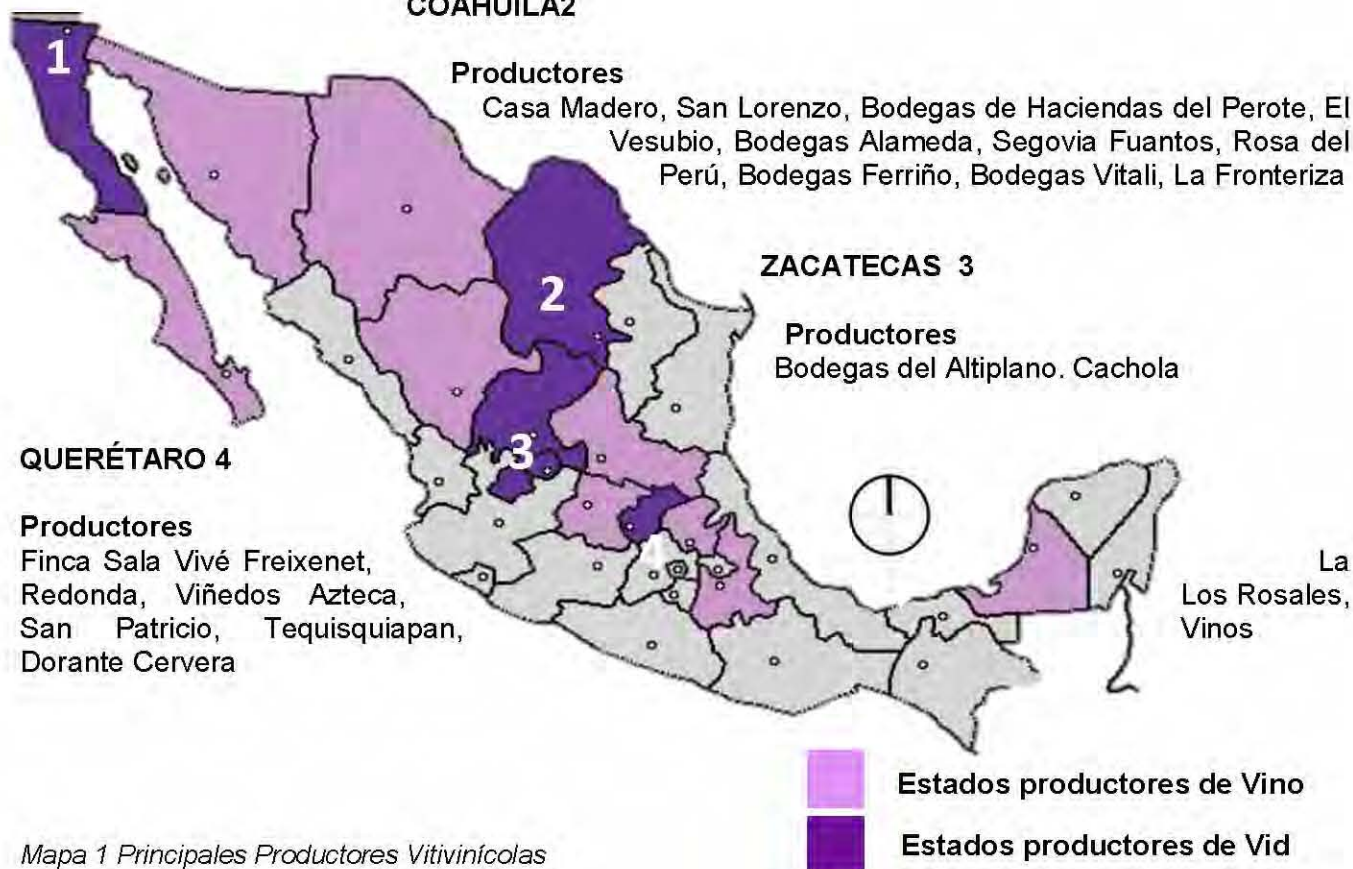 COAHUILA2
1
Productores
Casa Madero, San Lorenzo, Bodegas de Haciendas del Perote, El
Vesubio, Bodegas Alameda, Segovia Fuantos, Rosa del
Perú, Bodegas Ferriño, Bodegas Vitali, La Fronteriza
2
ZACATECAS 3
Productores
Bodegas del Altiplano. Cachola
3
QUERÉTARO 4
Productores
Finca Sala Vivé Freixenet,
Redonda, Viñedos Azteca,
San Patricio, Tequisquiapan,
Dorante Cervera
4
La
Los Rosales,
Vinos
Estados productores de Vino
Estados productores de Vid
Mapa 1 Principales Productores Vitivinícolas